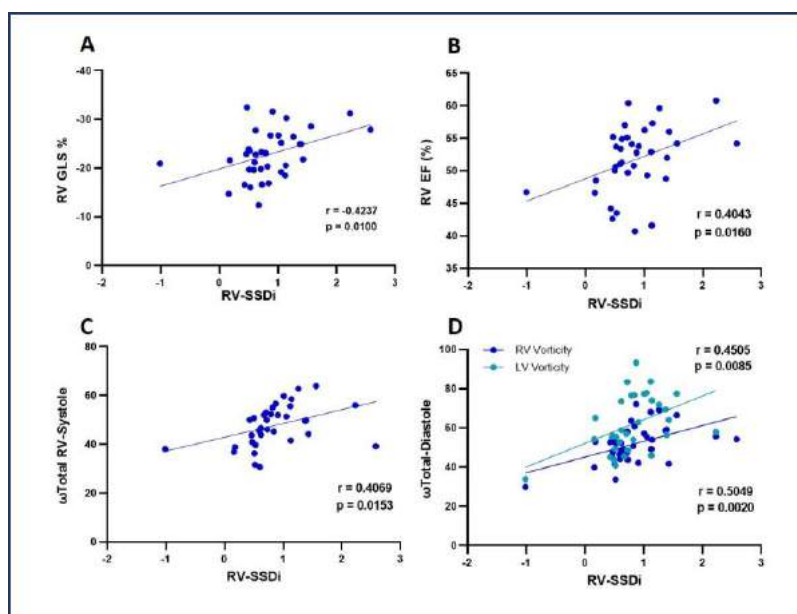 A
-40
-30
-20
-10
0
RV GLS %
r = -0.4237
p = 0.0100
-1 0 1 2 3
RV-SSDi
B
65
60
55
50
45
40
35
RV EF (%)
r = 0.4043
p = 0.0160
-1 0 1 2 3
RV-SSDi
C
80
60
40
20
0
ωTotal RV-Systole
r = 0.4069
p = 0.0153
-1 0 1 2 3
RV-SSDi
D
RV Vorticity
LV Vorticity
100
80
60
40
20
0
ωTotal-Diastole
r = 0.4505
p = 0.0085
r = 0.5049
p = 0.0020
-1 0 1 2 3
RV-SSDi